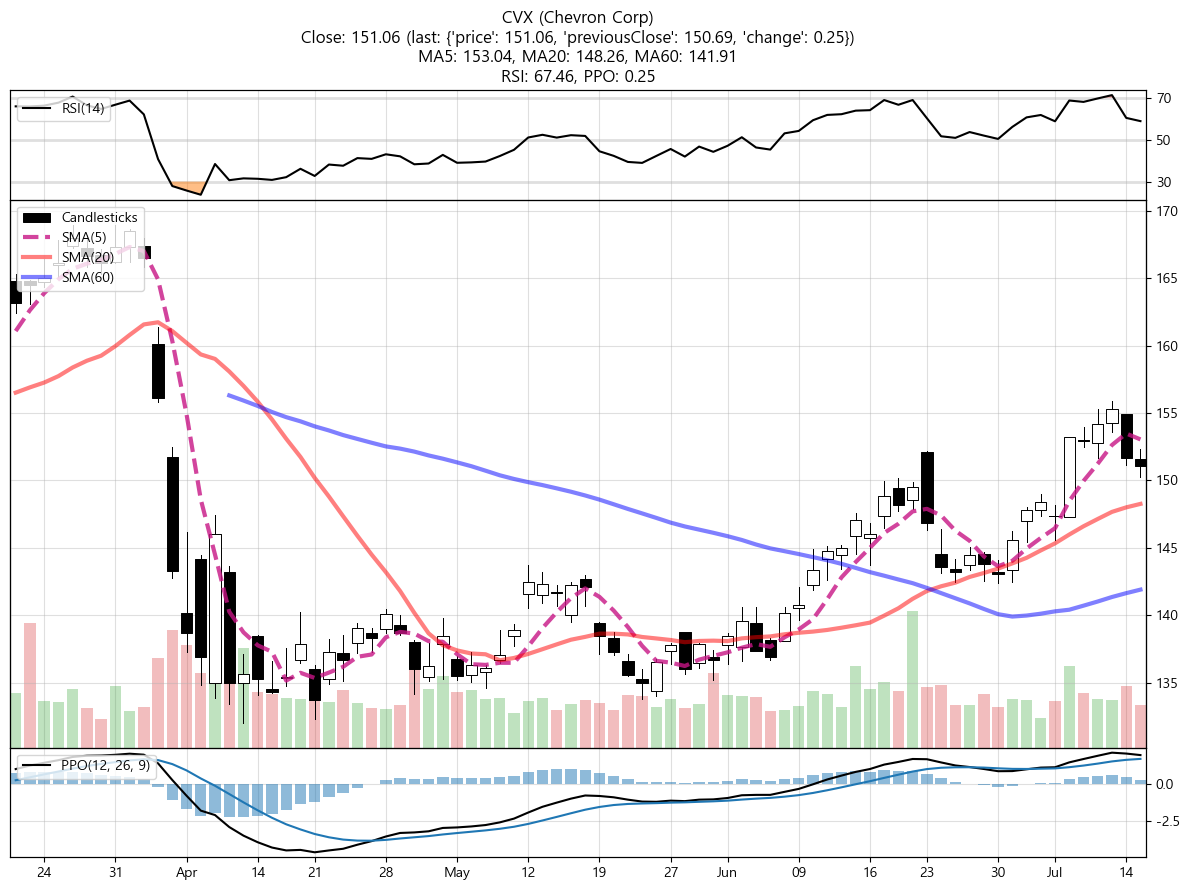 CVX (Chevron Corp)
Close: 151.06 (last: {'price': 151.06, 'previousClose': 150.69, 'change': 0.25})
MA5: 153.04, MA20: 148.26, MA60: 141.91
RSI: 67.46, PPO: 0.25
RSI(14)
70
50
30
Candlesticks
SMA(5)
SMA(20)
SMA(60)
170
165
160
155
150
145
140
135
PPO(12, 26, 9)
0.0
−2.5
24 31 Apr 14 21 28 May 12 19 27 Jun 09 16 23 30 Jul 14